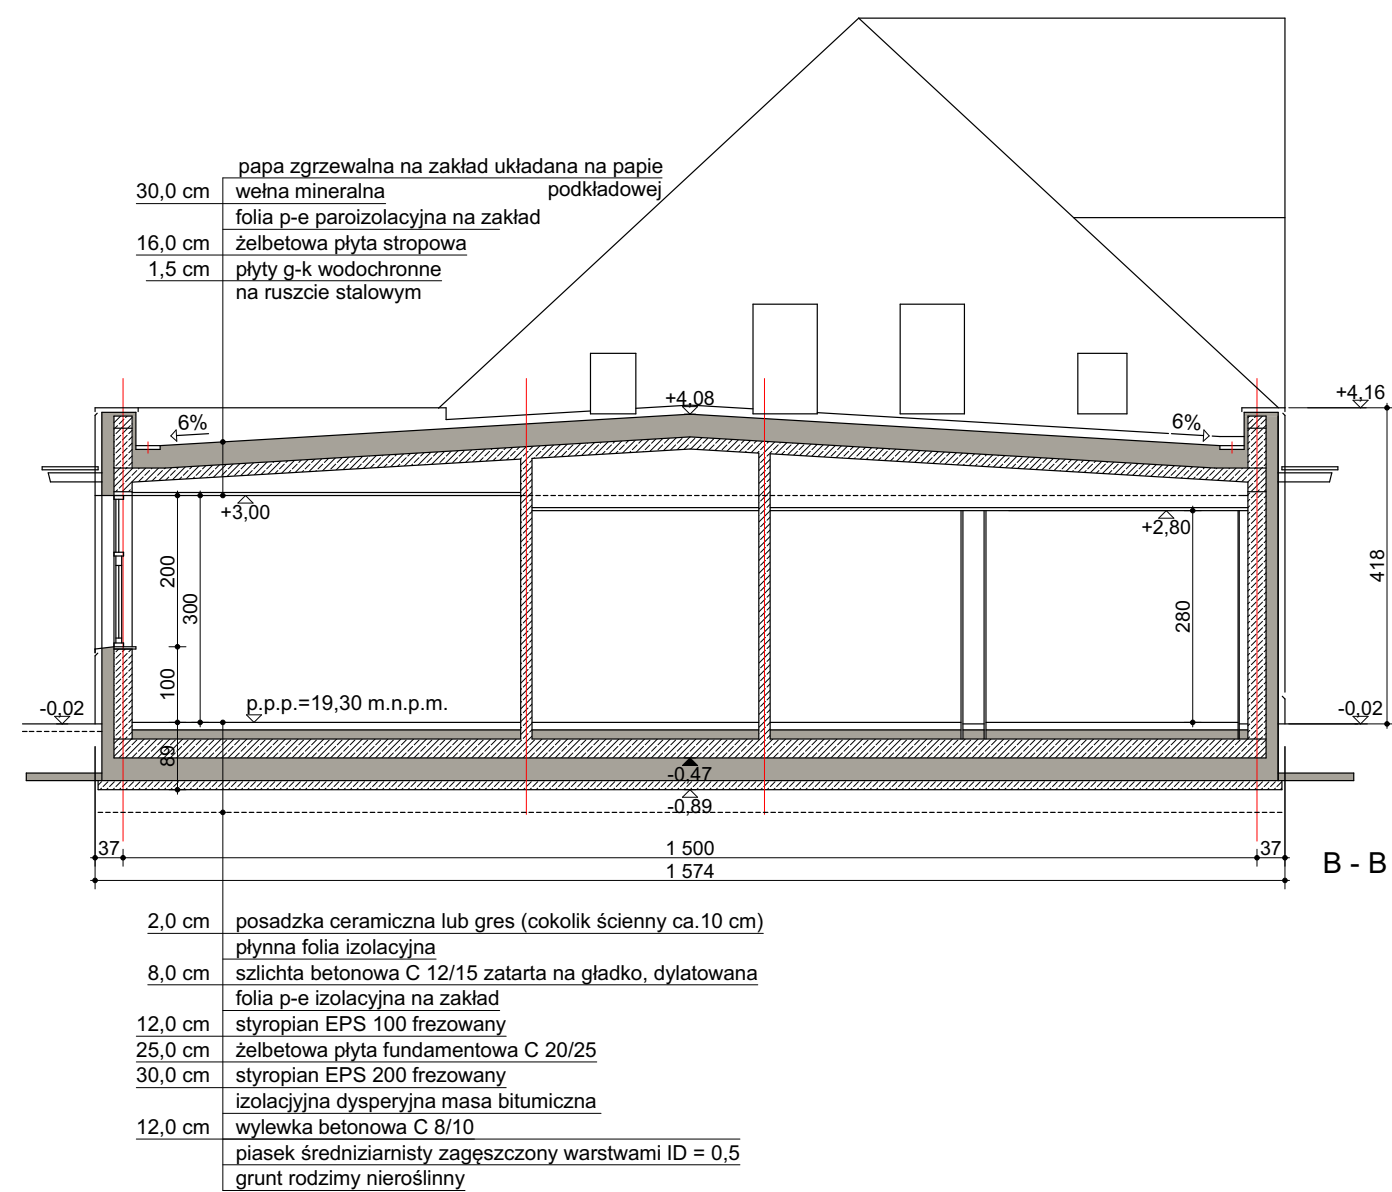 papa zgrzewalna na zakład układana na papie
30,0 cm wełna mineralna podkładowej
folia p-e paroizolacyjna na zakład
16,0 cm żelbetowa płyta stropowa
1,5 cm płyty g-k wodochronne
na ruszcie stalowym
+4,08
+4,16
6%
6%
+3,00
+2,80
200
300
280
418
100
p.p.p.=19,30 m.n.p.m.
-0,02
-0,02
89
-0,47
-0,89
37
1 500
37
1 574
B - B
2,0 cm posadzka ceramiczna lub gres (cokolik ścienny ca.10 cm)
płynna folia izolacyjna
8,0 cm szlichta betonowa C 12/15 zatarta na gładko, dylatowana
folia p-e izolacyjna na zakład
12,0 cm styropian EPS 100 frezowany
25,0 cm żelbetowa płyta fundamentowa C 20/25
30,0 cm styropian EPS 200 frezowany
izolacjyjna dysperyjna masa bitumiczna
12,0 cm wylewka betonowa C 8/10
piasek średniziarnisty zagęszczony warstwami ID = 0,5
grunt rodzimy nieroślinny